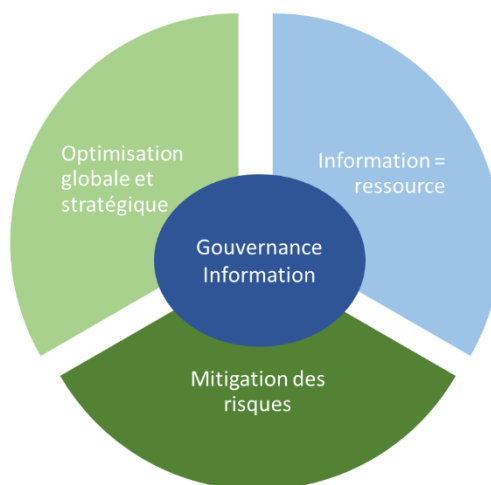 Optimisation
globale et
stratégique
Information =
ressource
Gouvernance
Information
Mitigation des
risques